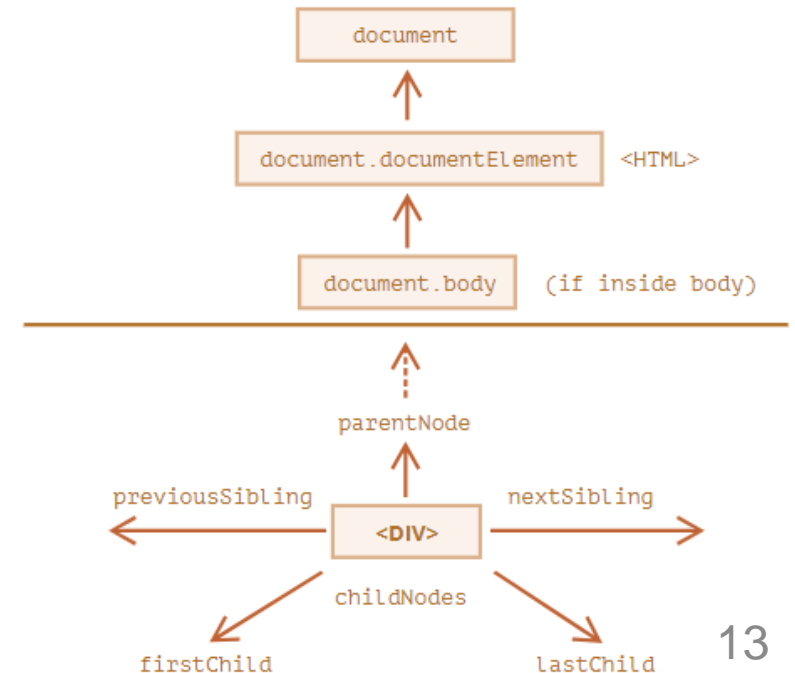 document
document.documentElement <HTML>
document.body (if inside body)
parentNode
previousSibling nextSibling
<DIV>
childNodes
firstChild lastChild
13